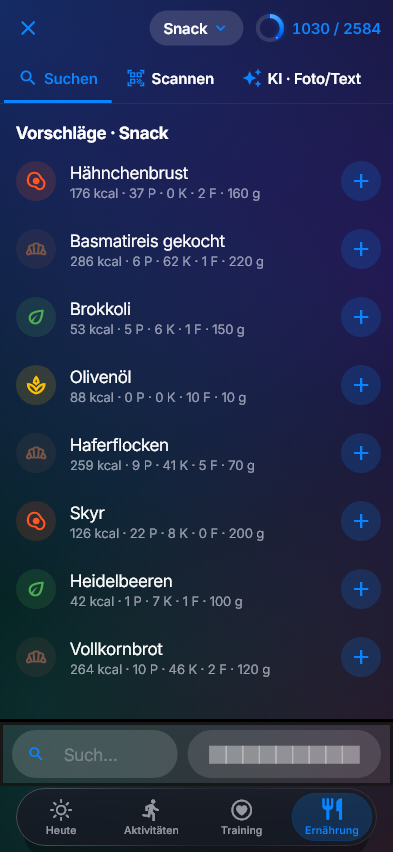 Snack
1030 / 2584
Suchen
Scannen
KI · Foto/Text
Vorschläge · Snack
Hähnchenbrust
176 kcal · 37 P · 0 K · 2 F · 160 g
Basmatireis gekocht
286 kcal · 6 P · 62 K · 1 F · 220 g
Brokkoli
53 kcal · 5 P · 6 K · 1 F · 150 g
Olivenöl
88 kcal · 0 P · 0 K · 10 F · 10 g
Haferflocken
259 kcal · 9 P · 41 K · 5 F · 70 g
Skyr
126 kcal · 22 P · 8 K · 0 F · 200 g
Heidelbeeren
42 kcal · 1 P · 7 K · 1 F · 100 g
Vollkornbrot
264 kcal · 10 P · 46 K · 2 F · 120 g
Such...
Heute
Aktivitäten
Training
Ernährung